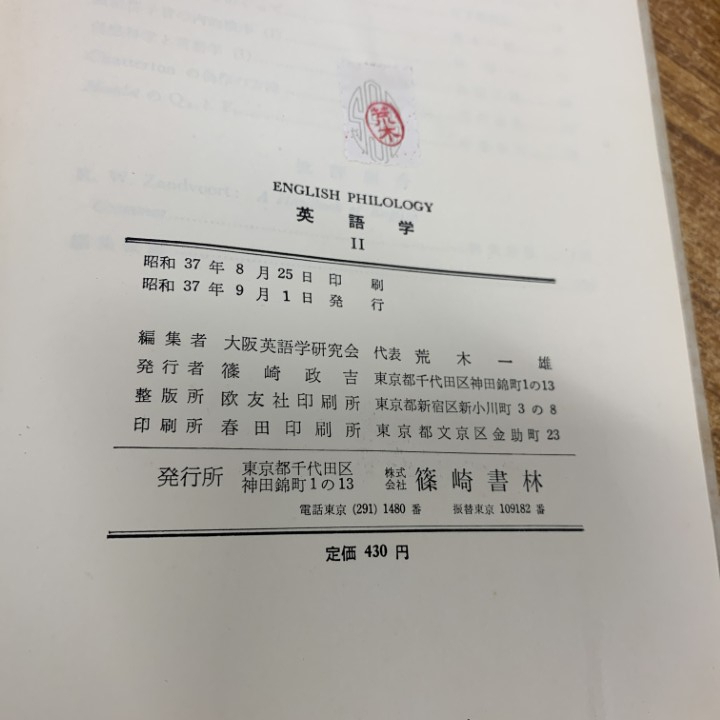 荒木
ENGLISH PHILOLOGY
英語学
II
昭和 37 年 8 月 25 日 印 刷
昭和 37 年 9 月 1 日 発 行
編集者 大阪英語学研究会 代表 荒木一雄
発行者 篠崎政吉 東京都千代田区神田錦町1の13
整版所 欧友社印刷所 東京都新宿区新小川町 3 の 8
印刷所 春田印刷所 東京都文京区金助町 23
発行所 東京都千代田区 神田錦町1の13 株式会社 篠崎書林
電話東京 (291) 1480 番 振替東京 109182 番
定価 430 円